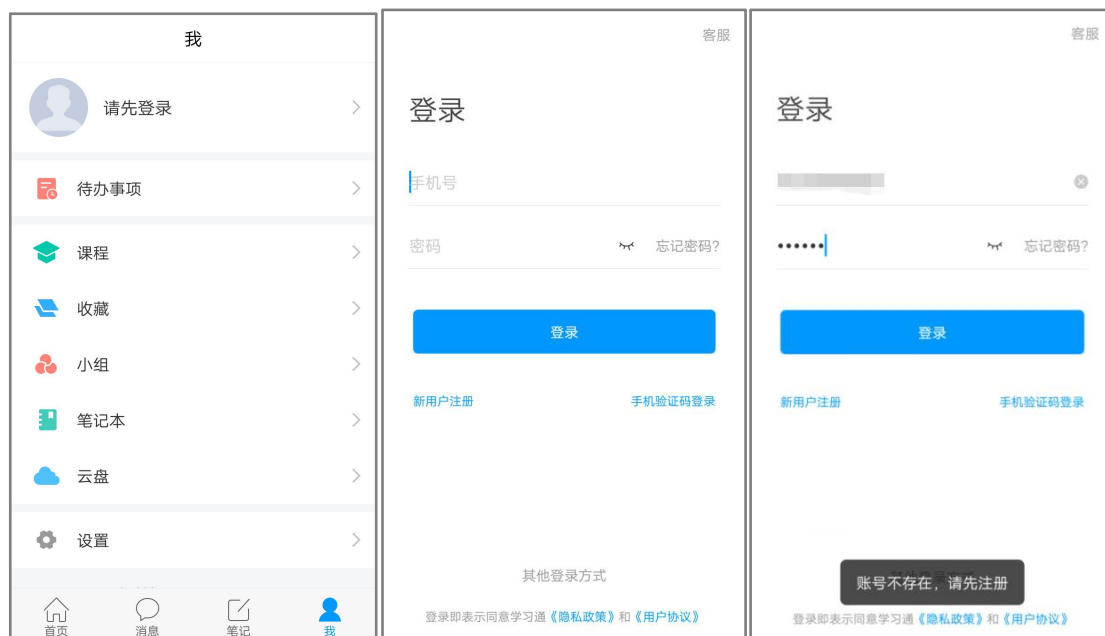 我
请先登录
待办事项
课程
收藏
小组
笔记本
云盘
设置
首页
消息
笔记
我
客服
登录
手机号
密码
忘记密码?
登录
新用户注册
手机验证码登录
其他登录方式
登录即表示同意学习通《隐私政策》和《用户协议》
客服
登录
••••••
忘记密码?
登录
新用户注册
手机验证码登录
账号不存在，请先注册
登录即表示同意学习通《隐私政策》和《用户协议》